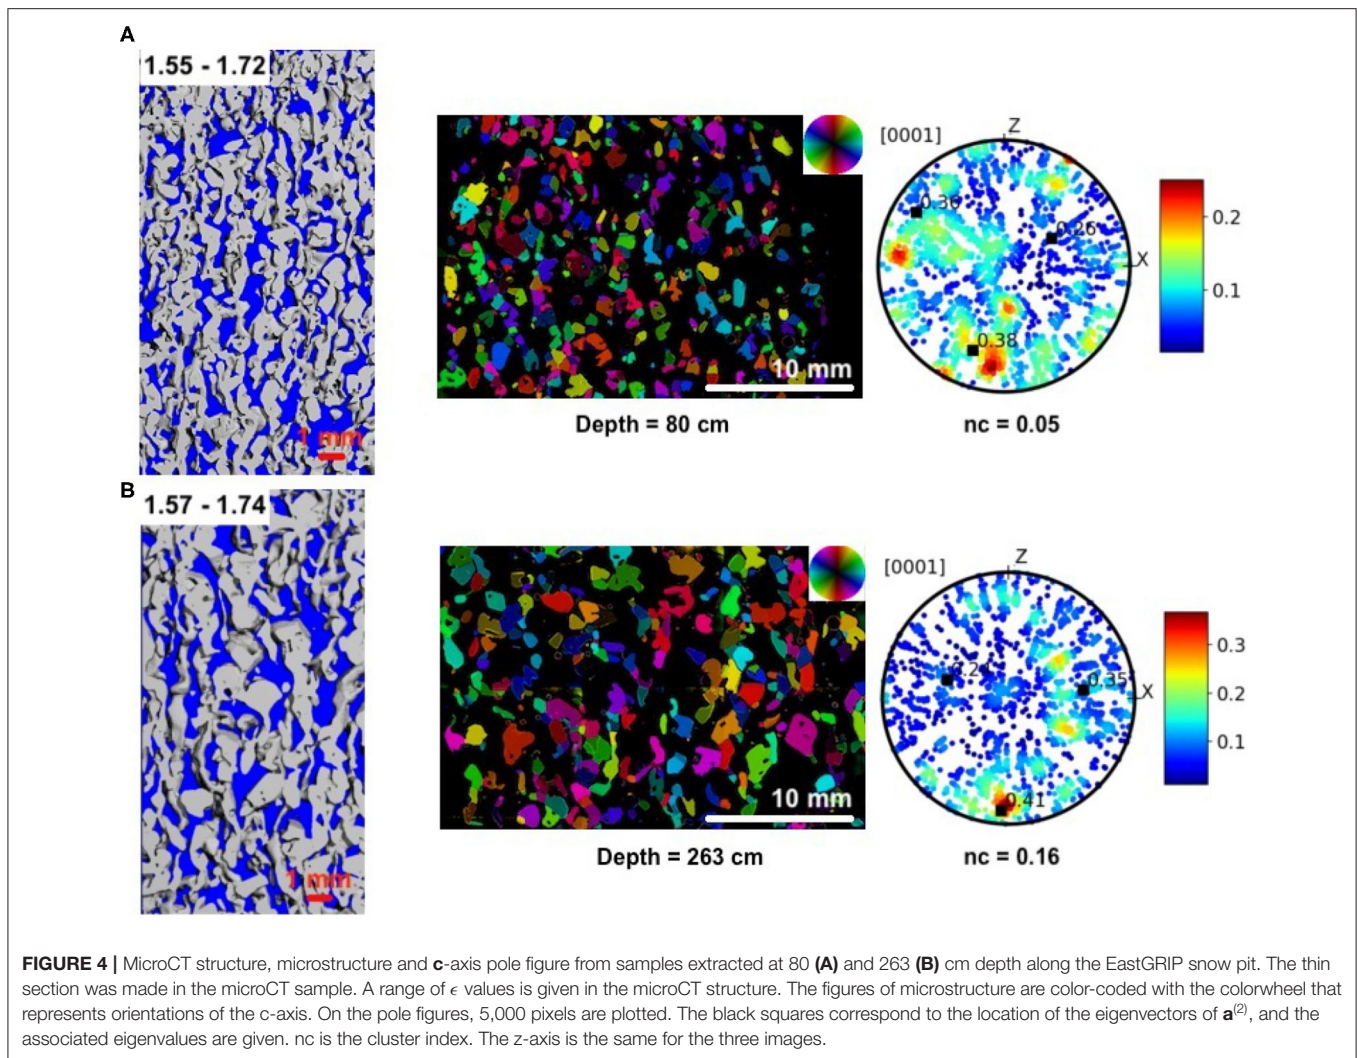 A
1.55 - 1.72
1 mm
10 mm
Depth = 80 cm
[0001]
Z
X
0.36
0.26
0.38
0.2
0.1
nc = 0.05
B
1.57 - 1.74
1 mm
10 mm
Depth = 263 cm
[0001]
Z
X
0.35
0.41
0.3
0.2
0.1
nc = 0.16
FIGURE 4 | MicroCT structure, microstructure and c-axis pole figure from samples extracted at 80 (A) and 263 (B) cm depth along the EastGRIP snow pit. The thin
section was made in the microCT sample. A range of ϵ values is given in the microCT structure. The figures of microstructure are color-coded with the colorwheel that
represents orientations of the c-axis. On the pole figures, 5,000 pixels are plotted. The black squares correspond to the location of the eigenvectors of a⁽²⁾, and the
associated eigenvalues are given. nc is the cluster index. The z-axis is the same for the three images.